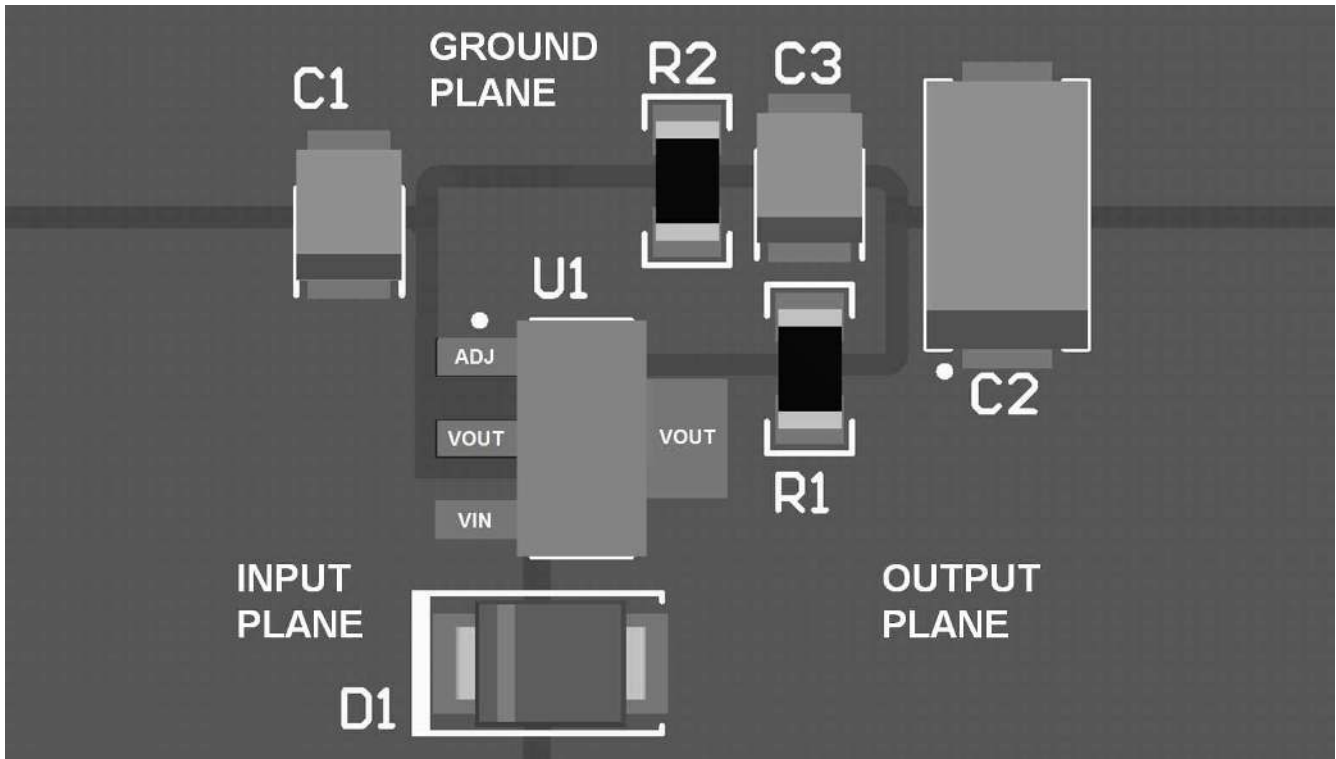 GROUND
PLANE
R2
C3
C1
U1
ADJ
VOUT
VOUT
VIN
C2
R1
INPUT
PLANE
OUTPUT
PLANE
D1